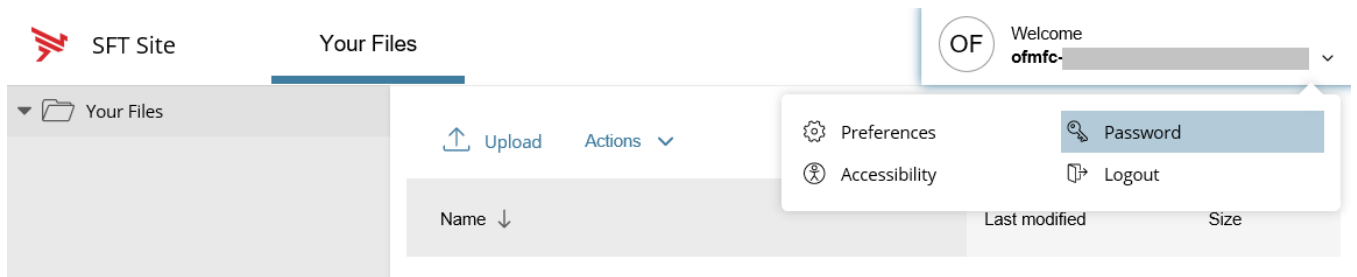 SFT Site
Your Files
OF
Welcome
ofmfc-
Your Files
Upload
Actions
Preferences
Password
Accessibility
Logout
Name
Last modified
Size